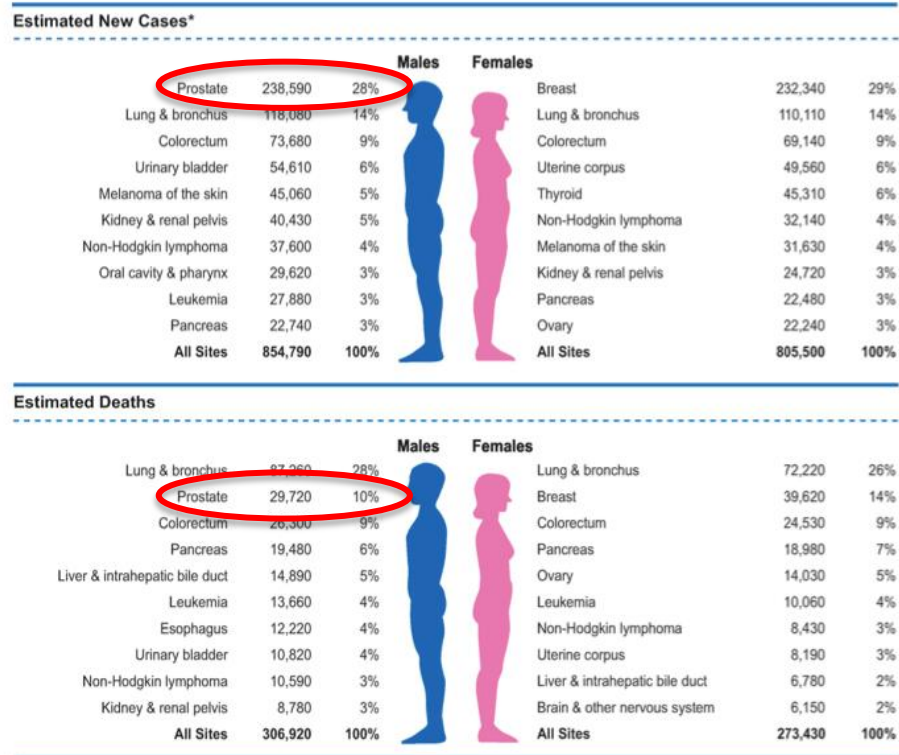 Estimated New Cases*
Males Females
Prostate 238,590 28% Breast 232,340 29%
Lung & bronchus 118,080 14% Lung & bronchus 110,110 14%
Colorectum 73,680 9% Colorectum 69,140 9%
Urinary bladder 54,610 6% Uterine corpus 49,560 6%
Melanoma of the skin 45,060 5% Thyroid 45,310 6%
Kidney & renal pelvis 40,430 5% Non-Hodgkin lymphoma 32,140 4%
Non-Hodgkin lymphoma 37,600 4% Melanoma of the skin 31,630 4%
Oral cavity & pharynx 29,620 3% Kidney & renal pelvis 24,720 3%
Leukemia 27,880 3% Pancreas 22,480 3%
Pancreas 22,740 3% Ovary 22,240 3%
All Sites 854,790 100% All Sites 805,500 100%
Estimated Deaths
Males Females
Lung & bronchus 87,260 28% Lung & bronchus 72,220 26%
Prostate 29,720 10% Breast 39,620 14%
Colorectum 26,300 9% Colorectum 24,530 9%
Pancreas 19,480 6% Pancreas 18,980 7%
Liver & intrahepatic bile duct 14,890 5% Ovary 14,030 5%
Leukemia 13,660 4% Leukemia 10,060 4%
Esophagus 12,220 4% Non-Hodgkin lymphoma 8,430 3%
Urinary bladder 10,820 4% Uterine corpus 8,190 3%
Non-Hodgkin lymphoma 10,590 3% Liver & intrahepatic bile duct 6,780 2%
Kidney & renal pelvis 8,780 3% Brain & other nervous system 6,150 2%
All Sites 306,920 100% All Sites 273,430 100%